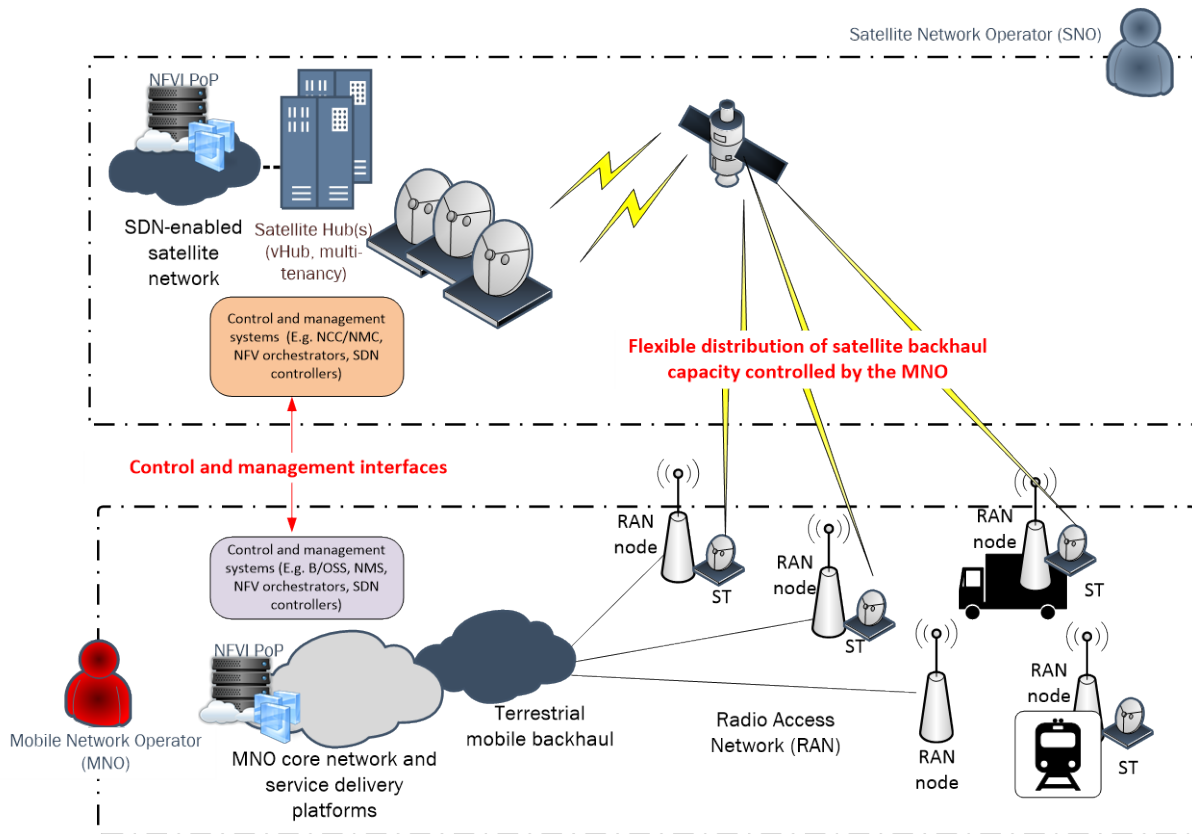 Satellite Network Operator (SNO)
NFVI PoP
SDN-enabled
satellite
network
Satellite Hub(s)
(vHub, multi-
tenancy)
Control and management
systems (E.g. NCC/NMC,
NFV orchestrators, SDN
controllers)
Flexible distribution of satellite backhaul
capacity controlled by the MNO
Control and management interfaces
Control and management
systems (E.g. B/OSS, NMS,
NFV orchestrators, SDN
controllers)
RAN
node
ST
RAN
node
ST
RAN
node
ST
NFVI PoP
Mobile Network Operator
(MNO)
MNO core network and
service delivery
platforms
Terrestrial
mobile backhaul
Radio Access
Network (RAN)
RAN
node
RAN
node
ST